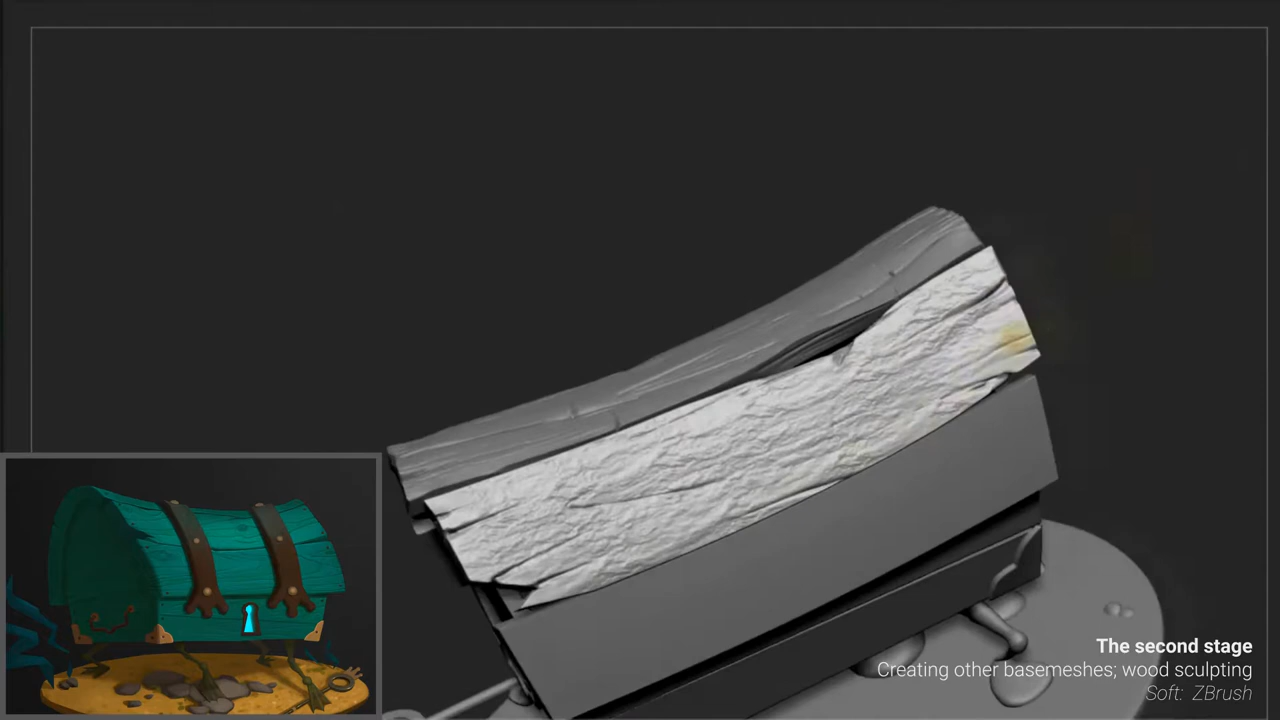 The second stage
Creating other basemeshes; wood sculpting
Soft: ZBrush